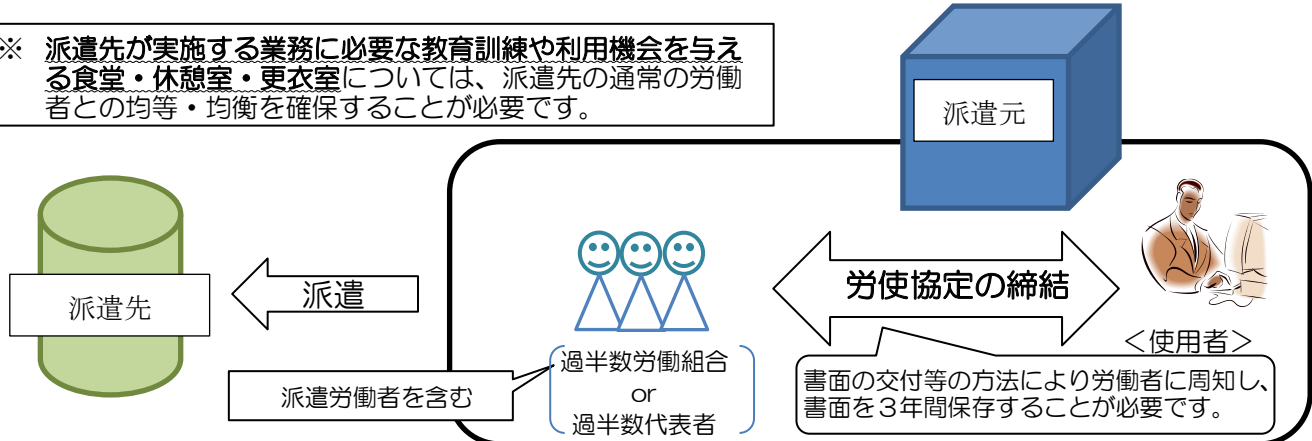 ※ 派遣先が実施する業務に必要な教育訓練や利用機会を与え
る食堂・休憩室・更衣室については、派遣先の通常の労働
者との均等・均衡を確保することが必要です。
派遣元
派遣先
派遣
労使協定の締結
＜使用者＞
派遣労働者を含む
過半数労働組合
or
過半数代表者
書面の交付等の方法により労働者に周知し、
書面を３年間保存することが必要です。